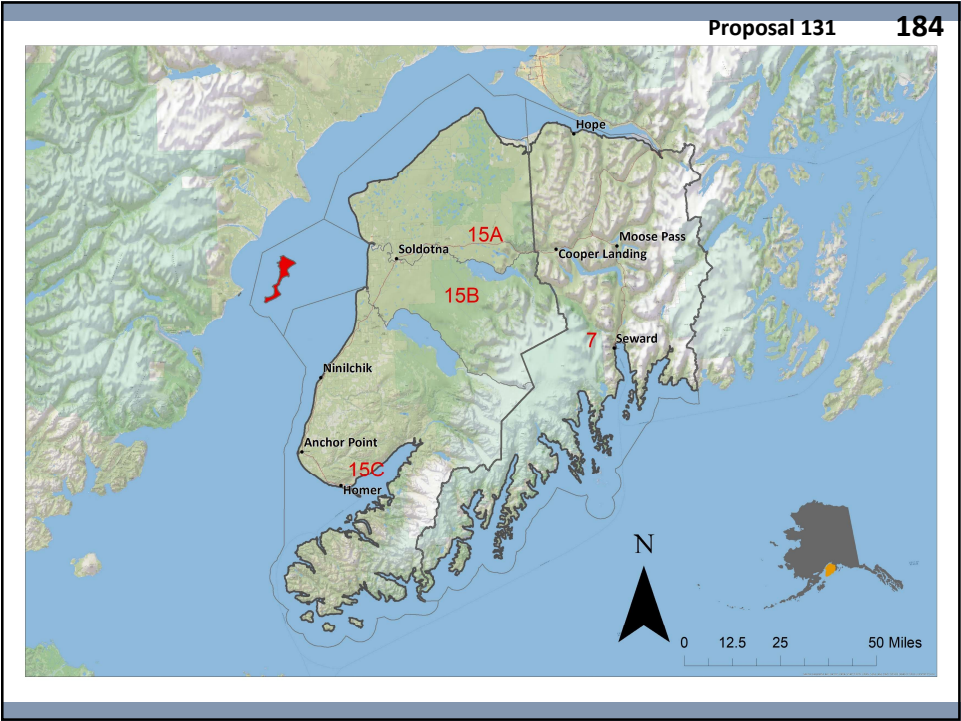 Proposal 131 184
Hope
15A
Moose Pass
Soldotna
Cooper Landing
15B
7
Seward
Ninilchik
Anchor Point
15C
Homer
N
0 12.5 25 50 Miles